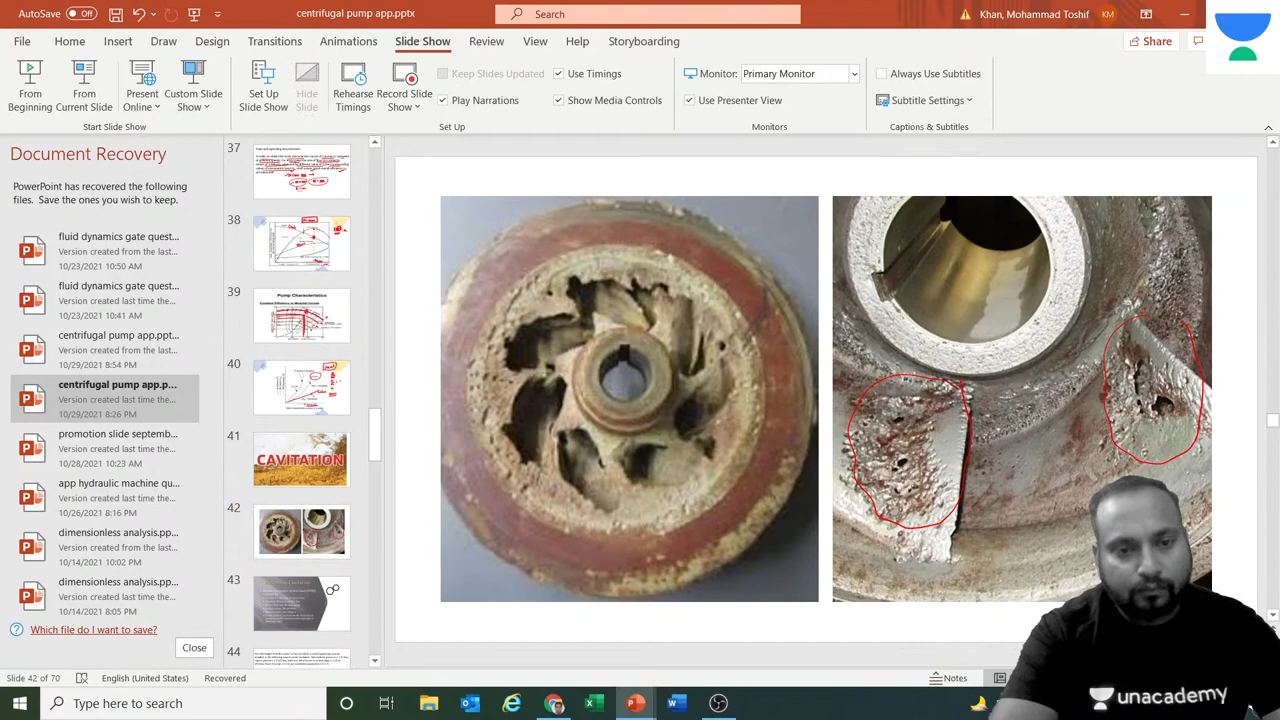 AutoSave Off centrifugal pump app.pptx Search Khan, Mohammad Toshif KM
File Home Insert Draw Design Transitions Animations Slide Show Review View Help Storyboarding Share
From Beginning
From Current Slide
Present Online
Custom Slide Show
Set Up Slide Show
Hide Slide
Rehearse Timings
Record Slide Show
Keep Slides Updated
Play Narrations
Use Timings
Show Media Controls
Monitor: Primary Monitor
Use Presenter View
Always Use Subtitles
Subtitle Settings
Start Slide Show Set Up Monitors Captions & Subtitles
Document Recovery
PowerPoint has recovered the following
files. Save the ones you wish to keep.
fluid dynamics gate quest...
Version created from the last...
10/23/2021 10:50 AM
fluid dynamics gate quest...
Version created last time the...
10/23/2021 10:41 AM
centrifugal pump app.ppt...
Version created from the last...
10/29/2021 8:54 PM
centrifugal pump app.p...
Version created last time the...
10/29/2021 8:26 PM
promotion slide septemb...
Version created from the last...
10/28/2021 10:23 AM
app hydraulic machine qu...
Version created from the last...
10/26/2021 8:16 PM
dimensionless analysis.pp...
Version created from the last...
10/14/2021 10:02 PM
dimensionless analysis.pp...
Version created last time the...
10/14/2021 8:05 PM
Which file do I want to save?
Close
37
38
39
Pump Characteristics
40
41
CAVITATION
42
43
44
Slide 42 of 70 English (United States) Recovered Notes
Type here to search
unacademy